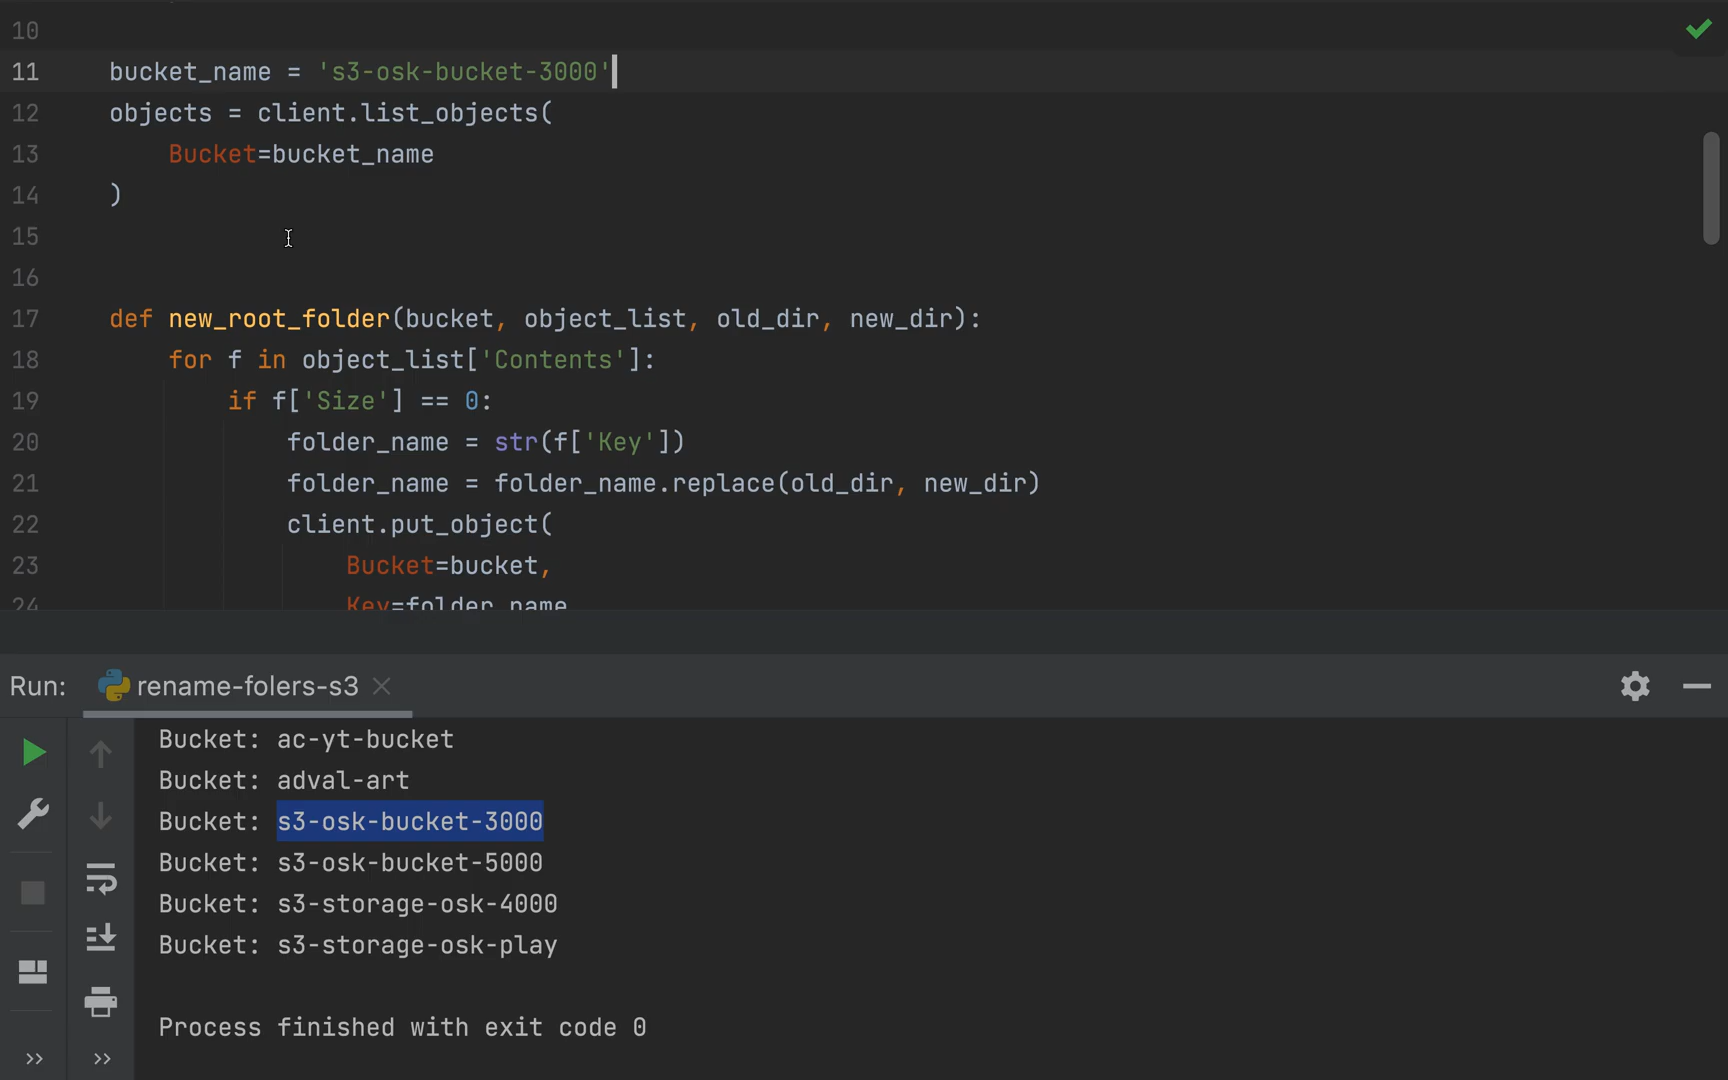 10
11 bucket_name = 's3-osk-bucket-3000'
12 objects = client.list_objects(
13 Bucket=bucket_name
14 )
15
16
17 def new_root_folder(bucket, object_list, old_dir, new_dir):
18 for f in object_list['Contents']:
19 if f['Size'] == 0:
20 folder_name = str(f['Key'])
21 folder_name = folder_name.replace(old_dir, new_dir)
22 client.put_object(
23 Bucket=bucket,
24 Key=folder_name
Run: rename-folers-s3
Bucket: ac-yt-bucket
Bucket: adval-art
Bucket: s3-osk-bucket-3000
Bucket: s3-osk-bucket-5000
Bucket: s3-storage-osk-4000
Bucket: s3-storage-osk-play
Process finished with exit code 0